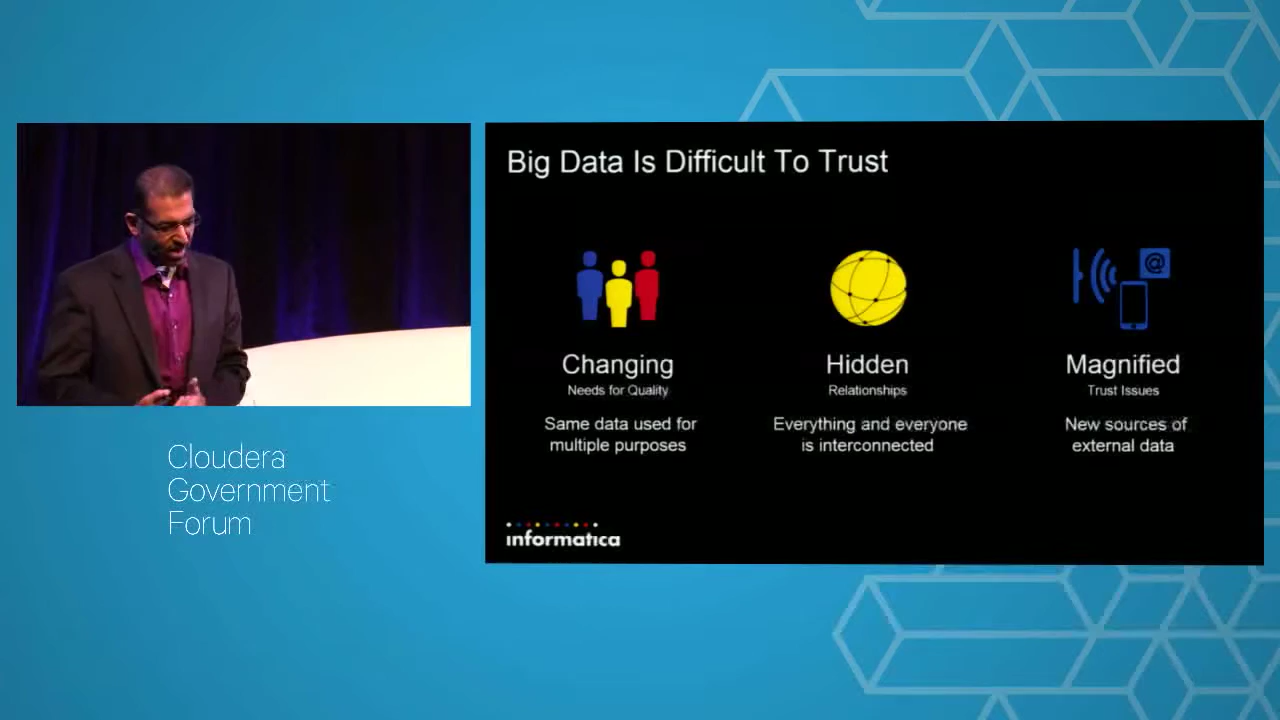 Big Data Is Difficult To Trust
Changing
Needs for Quality
Same data used for
multiple purposes
Hidden
Relationships
Everything and everyone
is interconnected
@
Magnified
Trust Issues
New sources of
external data
informatica
Cloudera
Government
Forum